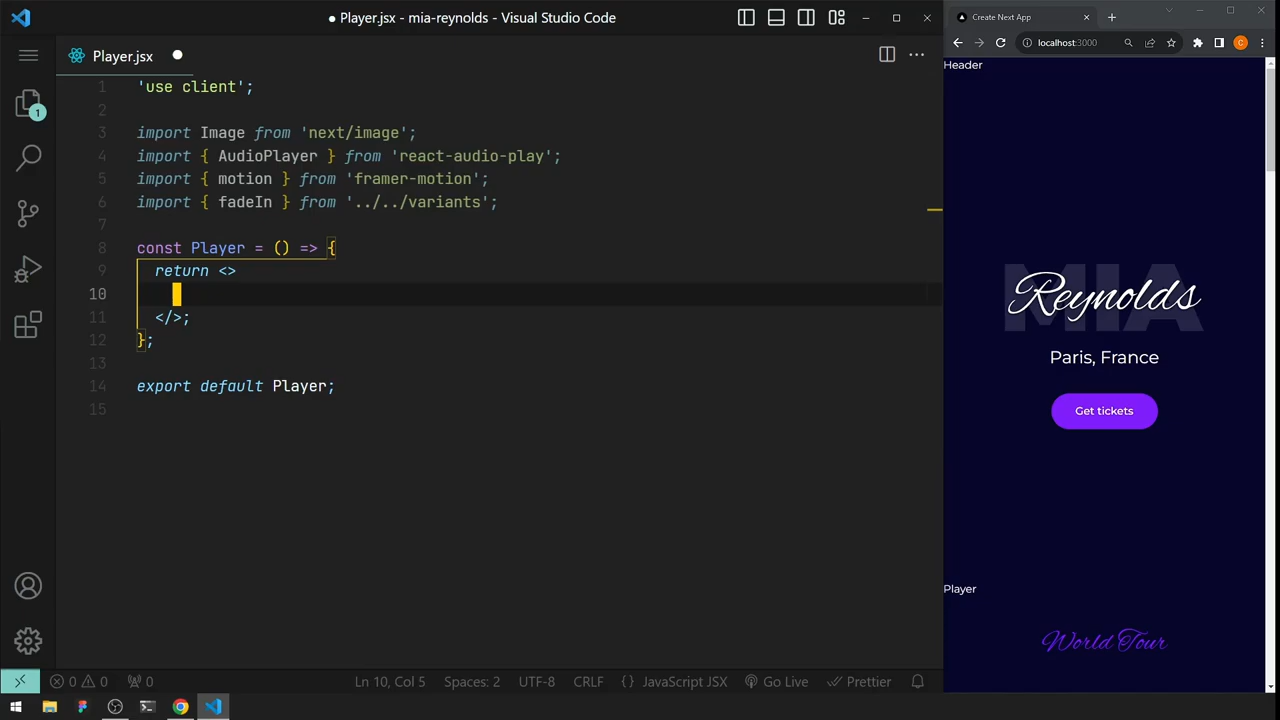 ● Player.jsx - mia-reynolds - Visual Studio Code
Player.jsx
1 'use client';
2
3 import Image from 'next/image';
4 import { AudioPlayer } from 'react-audio-play';
5 import { motion } from 'framer-motion';
6 import { fadeIn } from '../../variants';
7
8 const Player = () => {
9 return <>
10
11 </>;
12 };
13
14 export default Player;
15
1
0 0 0
Ln 10, Col 5
Spaces: 2
UTF-8
CRLF
{} JavaScript JSX
Go Live
Prettier
Create Next App
localhost:3000
C
Header
MIA
Reynolds
Paris, France
Get tickets
Player
World Tour